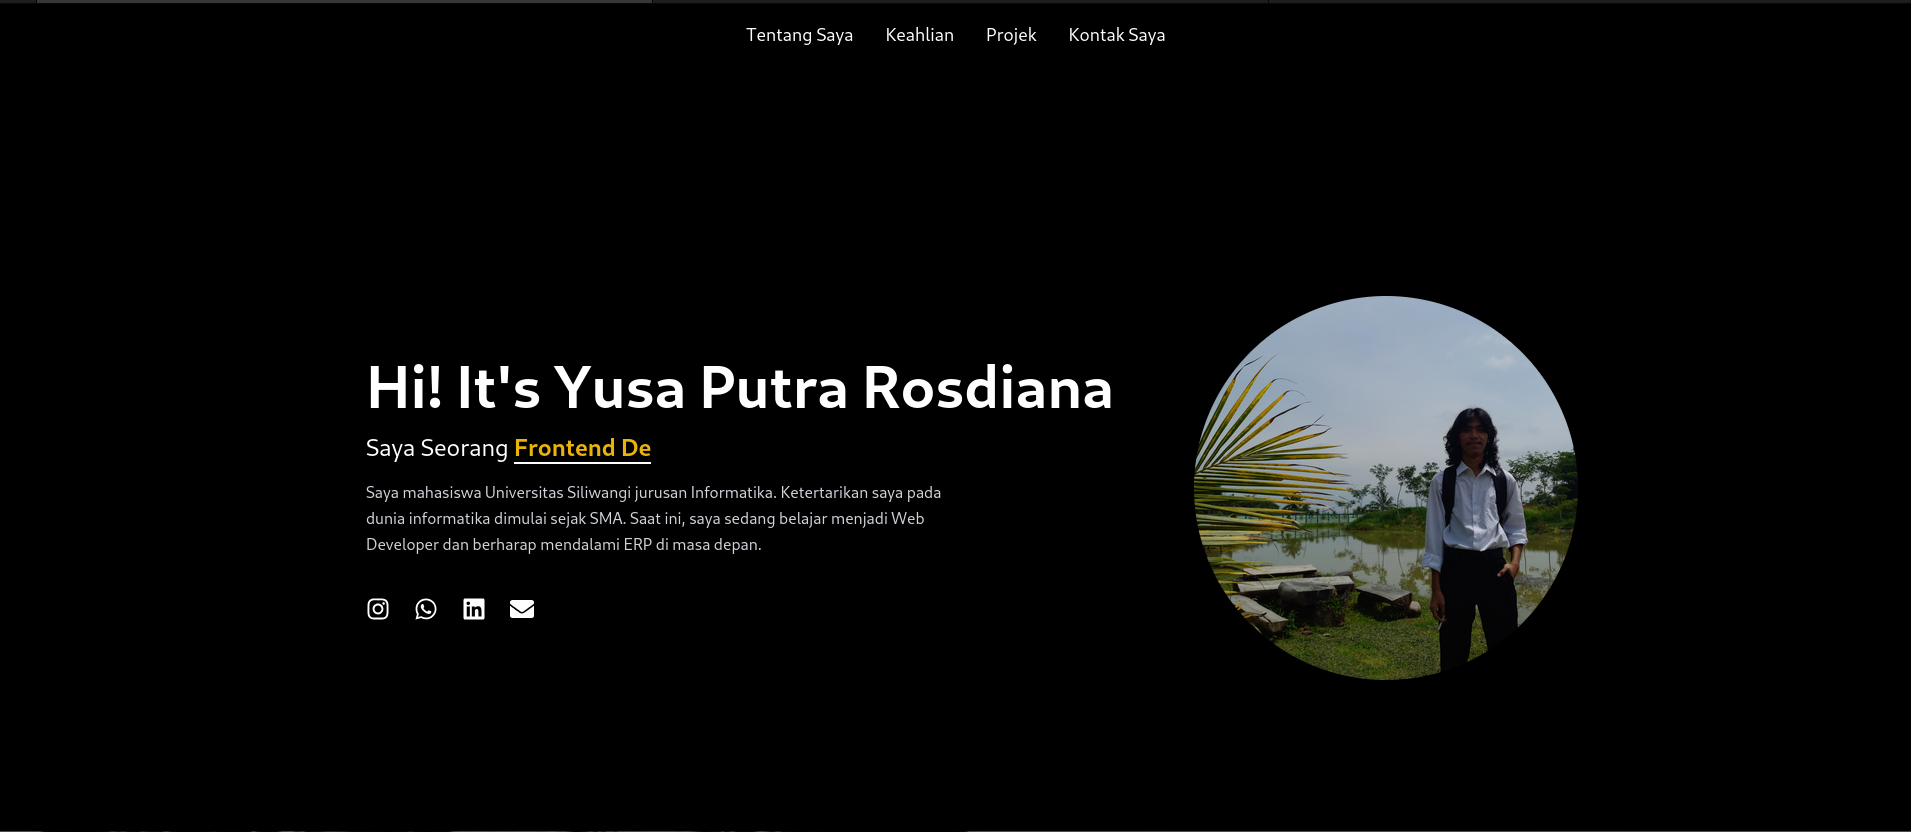 Tentang Saya Keahlian Projek Kontak Saya
Hi! It's Yusa Putra Rosdiana
Saya Seorang Frontend De
Saya mahasiswa Universitas Siliwangi jurusan Informatika. Ketertarikan saya pada
dunia informatika dimulai sejak SMA. Saat ini, saya sedang belajar menjadi Web
Developer dan berharap mendalami ERP di masa depan.
in